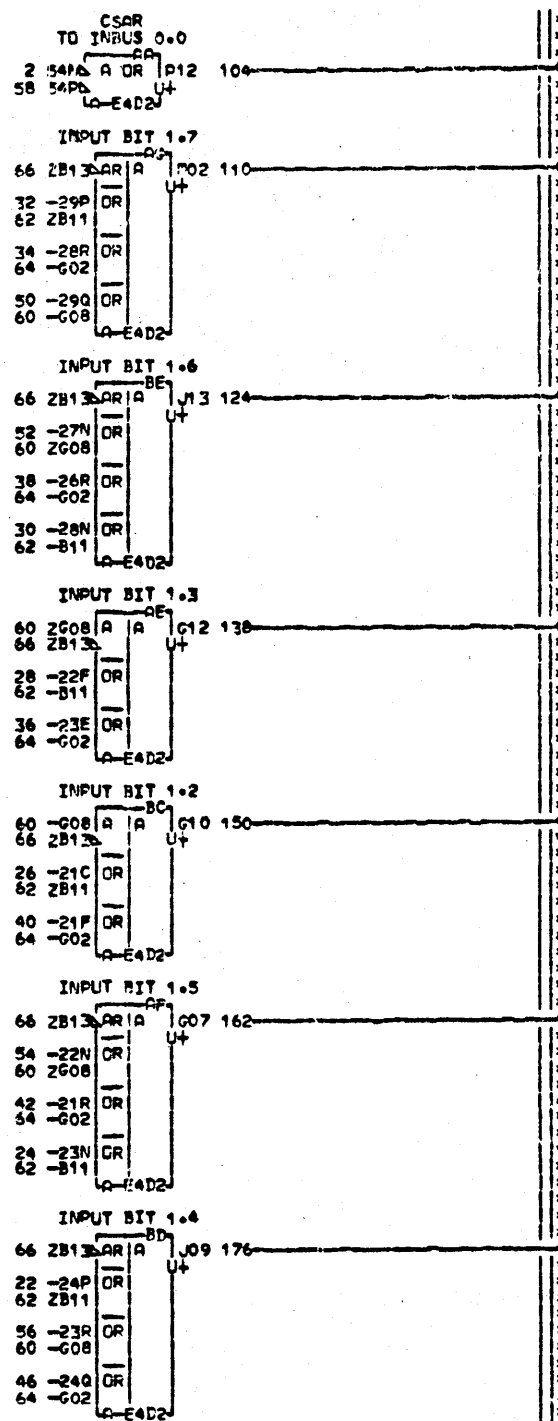 CSAR
TO INBUS 0.0
AA
2 54P A OR P12 104
58 54P U+
A-E4D2
INPUT BIT 1.7
AG
66 ZB13 AR A P02 110
U+
32 -29P OR
62 ZB11
34 -28R OR
64 -G02
50 -29Q OR
60 -G08
A-E4D2
INPUT BIT 1.6
BE
66 ZB13 AR A J13 124
U+
52 -27N OR
60 ZG08
38 -26R OR
64 -G02
30 -28N OR
62 -B11
A-E4D2
INPUT BIT 1.3
AE
60 ZG08 A A G12 138
66 ZB13 U+
28 -22F OR
62 -B11
36 -23E OR
64 -G02
A-E4D2
INPUT BIT 1.2
BC
60 -G08 A A G10 150
66 ZB13 U+
26 -21C OR
62 ZB11
40 -21F OR
64 -G02
A-E4D2
INPUT BIT 1.5
AF
66 ZB13 AR A G07 162
U+
54 -22N OR
60 ZG08
42 -21R OR
64 -G02
24 -23N OR
62 -B11
A-E4D2
INPUT BIT 1.4
BD
66 ZB13 AR A J09 176
U+
22 -24P OR
62 ZB11
56 -23R OR
60 -G08
46 -24Q OR
64 -G02
A-E4D2